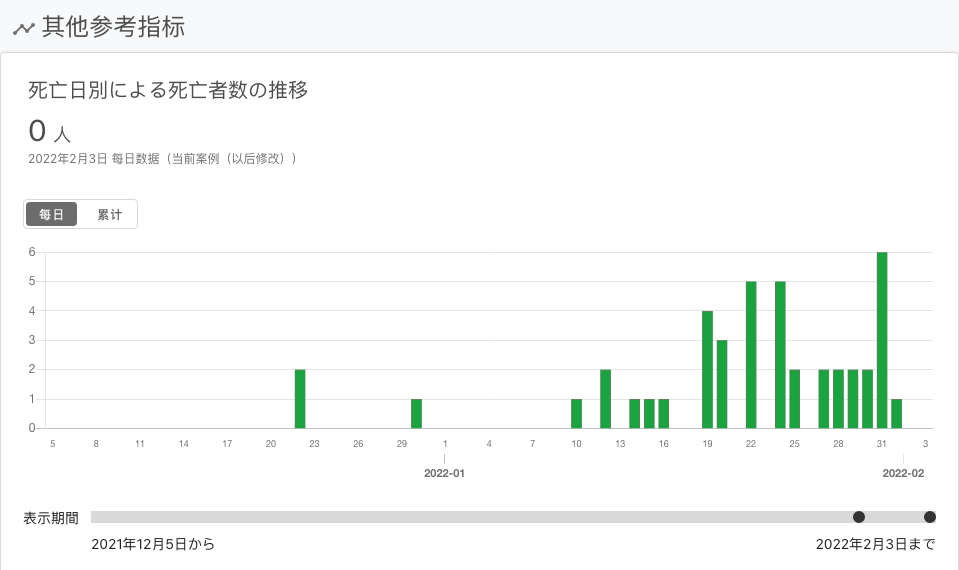 其他参考指标
死亡日別による死亡者数の推移
0 人
2022年2月3日 每日数据（当前案例（以后修改））
每日 累计
6
5
4
3
2
1
0
5 8 11 14 17 20 23 26 29 1 4 7 10 13 16 19 22 25 28 31 3
2022-01 2022-02
表示期間
2021年12月5日から 2022年2月3日まで